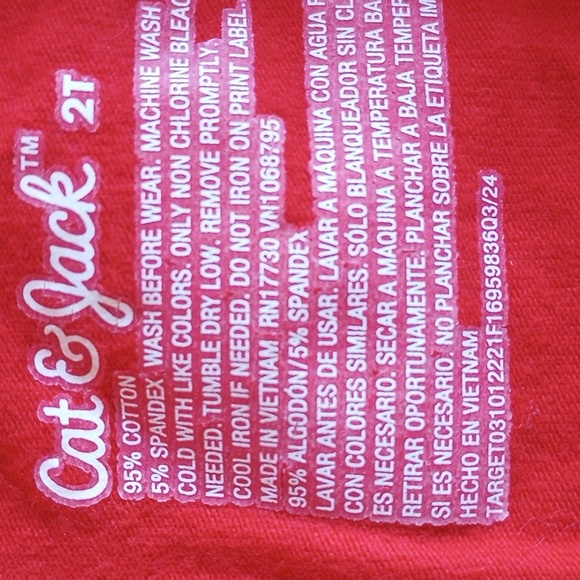 Cat & Jack™ 2T
95% COTTON
5% SPANDEX WASH BEFORE WEAR. MACHINE WASH
COLD WITH LIKE COLORS. ONLY NON CHLORINE BLEAC
NEEDED. TUMBLE DRY LOW. REMOVE PROMPTLY.
COOL IRON IF NEEDED. DO NOT IRON ON PRINT LABEL.
MADE IN VIETNAM RN17730 VN1068795
95% ALGODÓN/5% SPANDEX
LAVAR ANTES DE USAR. LAVAR A MÁQUINA CON AGUA F
CON COLORES SIMILARES. SÓLO BLANQUEADOR SIN CL
ES NECESARIO. SECAR A MÁQUINA A TEMPERATURA BA
RETIRAR OPORTUNAMENTE. PLANCHAR A BAJA TEMPER
SI ES NECESARIO. NO PLANCHAR SOBRE LA ETIQUETA IM
HECHO EN VIETNAM
TARGET031012221F1695983603/24